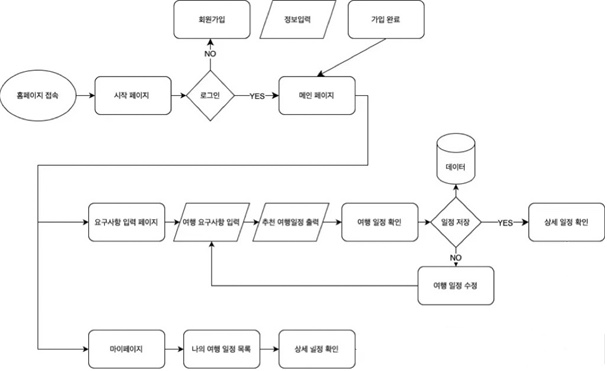 회원가입
정보입력
가입 완료
NO
홈페이지 접속
시작 페이지
로그인
YES
메인 페이지
데이터
요구사항 입력 페이지
여행 요구사항 입력
추천 여행일정 출력
여행 일정 확인
일정 저장
YES
상세 일정 확인
NO
여행 일정 수정
마이페이지
나의 여행 일정 목록
상세 일정 확인